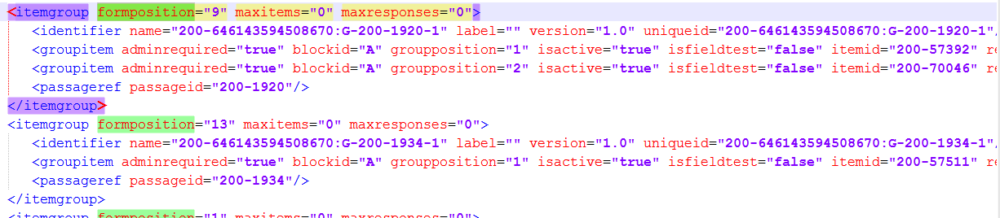 <itemgroup formposition="9" maxitems="0" maxresponses="0">
<identifier name="200-646143594508670:G-200-1920-1" label="" version="1.0" uniqueid="200-646143594508670:G-200-1920-1"
<groupitem adminrequired="true" blockid="A" groupposition="1" isactive="true" isfieldtest="false" itemid="200-57392" re
<groupitem adminrequired="true" blockid="A" groupposition="2" isactive="true" isfieldtest="false" itemid="200-70046" re
<passageref passageid="200-1920"/>
</itemgroup>
<itemgroup formposition="13" maxitems="0" maxresponses="0">
<identifier name="200-646143594508670:G-200-1934-1" label="" version="1.0" uniqueid="200-646143594508670:G-200-1934-1"
<groupitem adminrequired="true" blockid="A" groupposition="1" isactive="true" isfieldtest="false" itemid="200-57511" re
<passageref passageid="200-1934"/>
</itemgroup>
<itemgroup formposition="1" maxitems="0" maxresponses="0">